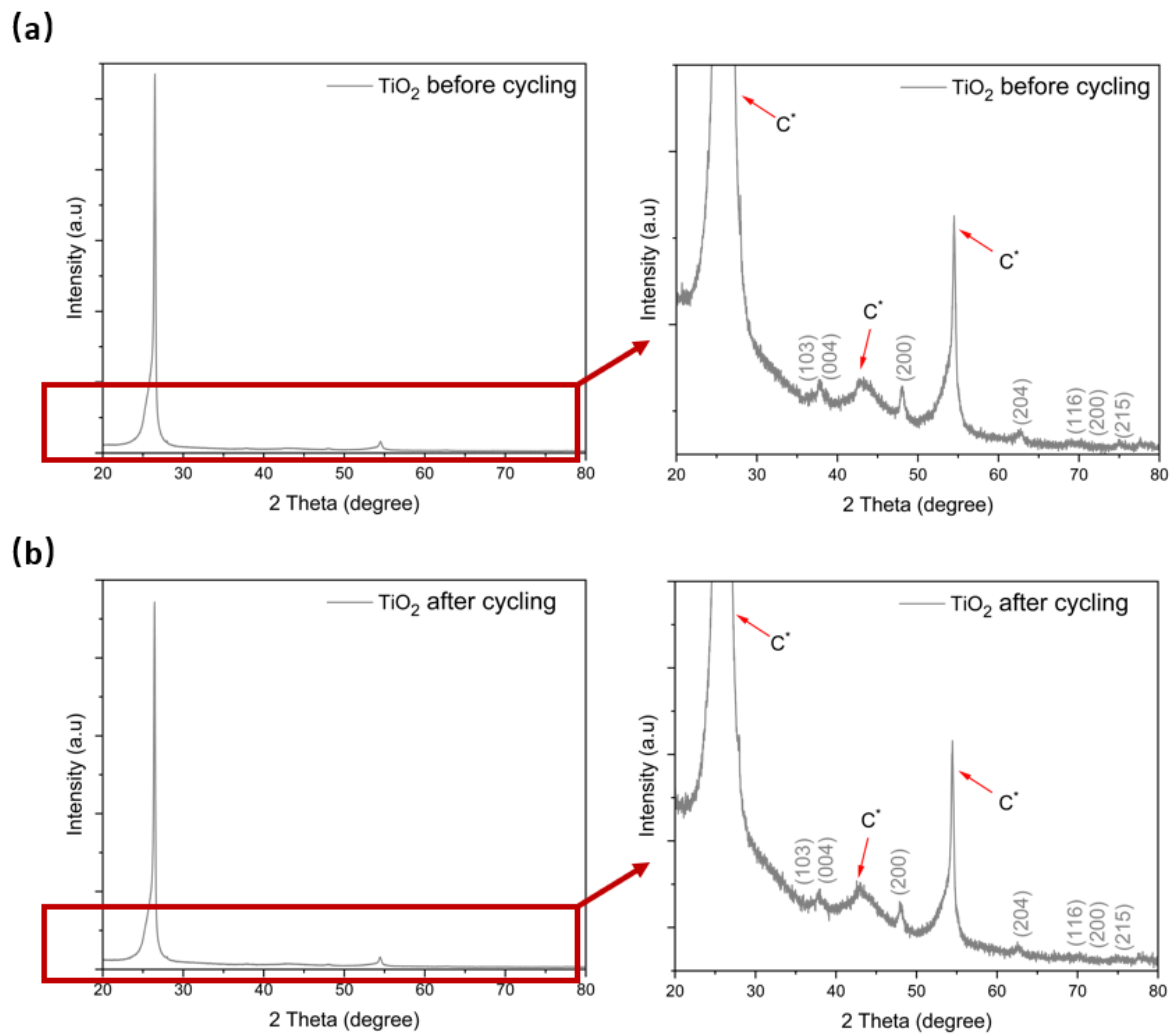 (a)
TiO₂ before cycling
Intensity (a.u)
20 30 40 50 60 70 80
2 Theta (degree)
TiO₂ before cycling
C*
C*
C*
(103)
(004)
(200)
(204)
(116)
(200)
(215)
Intensity (a.u)
20 30 40 50 60 70 80
2 Theta (degree)
(b)
TiO₂ after cycling
Intensity (a.u)
20 30 40 50 60 70 80
2 Theta (degree)
TiO₂ after cycling
C*
C*
C*
(103)
(004)
(200)
(204)
(116)
(200)
(215)
Intensity (a.u)
20 30 40 50 60 70 80
2 Theta (degree)